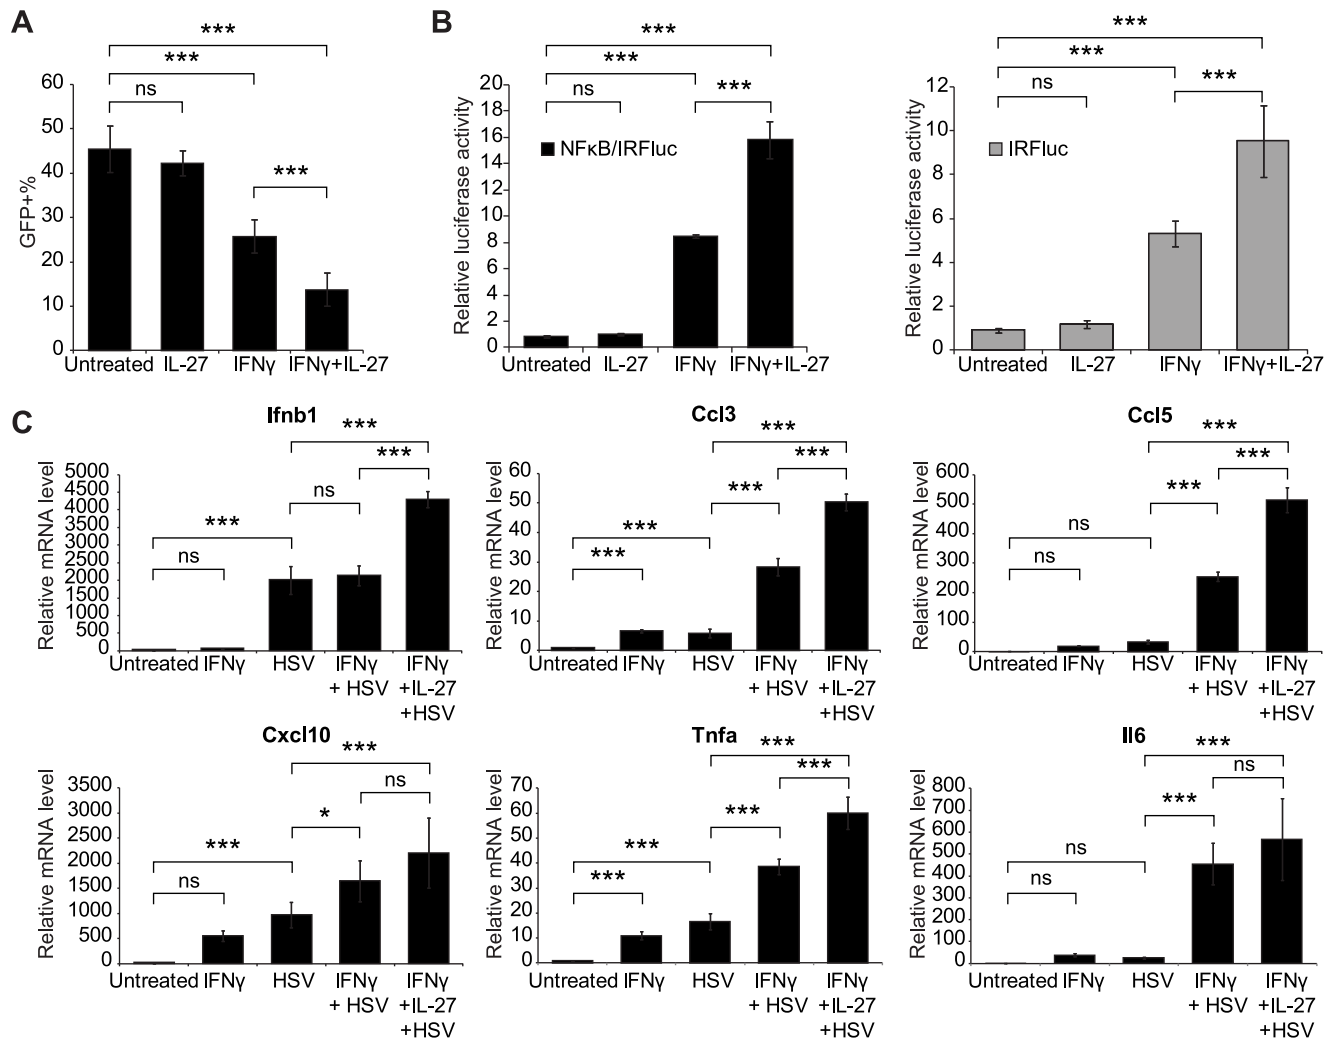 A
***
***
ns
***
GFP+%
60
50
40
30
20
10
0
Untreated IL-27 IFNγ IFNγ+IL-27
B
***
***
ns
***
Relative luciferase activity
20
18
16
14
12
10
8
6
4
2
0
NFκB/IRFluc
Untreated IL-27 IFNγ IFNγ+IL-27
***
***
ns
***
Relative luciferase activity
12
10
8
6
4
2
0
IRFluc
Untreated IL-27 IFNγ IFNγ+IL-27
C
Ifnb1
***
***
ns
***
ns
Relative mRNA level
5000
4500
4000
3500
3000
2500
2000
1500
1000
500
0
Untreated IFNγ HSV IFNγ IFNγ
+ HSV +IL-27
+HSV
Ccl3
***
***
***
***
***
Relative mRNA level
60
50
40
30
20
10
0
Untreated IFNγ HSV IFNγ IFNγ
+ HSV +IL-27
+HSV
Ccl5
***
***
***
ns
ns
Relative mRNA level
600
500
400
300
200
100
0
Untreated IFNγ HSV IFNγ IFNγ
+ HSV +IL-27
+HSV
Cxcl10
***
ns
*
***
ns
Relative mRNA level
3500
3000
2500
2000
1500
1000
500
0
Untreated IFNγ HSV IFNγ IFNγ
+ HSV +IL-27
+HSV
Tnfa
***
***
***
***
***
Relative mRNA level
70
60
50
40
30
20
10
0
Untreated IFNγ HSV IFNγ IFNγ
+ HSV +IL-27
+HSV
Il6
***
ns
***
ns
ns
Relative mRNA level
800
700
600
500
400
300
200
100
0
Untreated IFNγ HSV IFNγ IFNγ
+ HSV +IL-27
+HSV